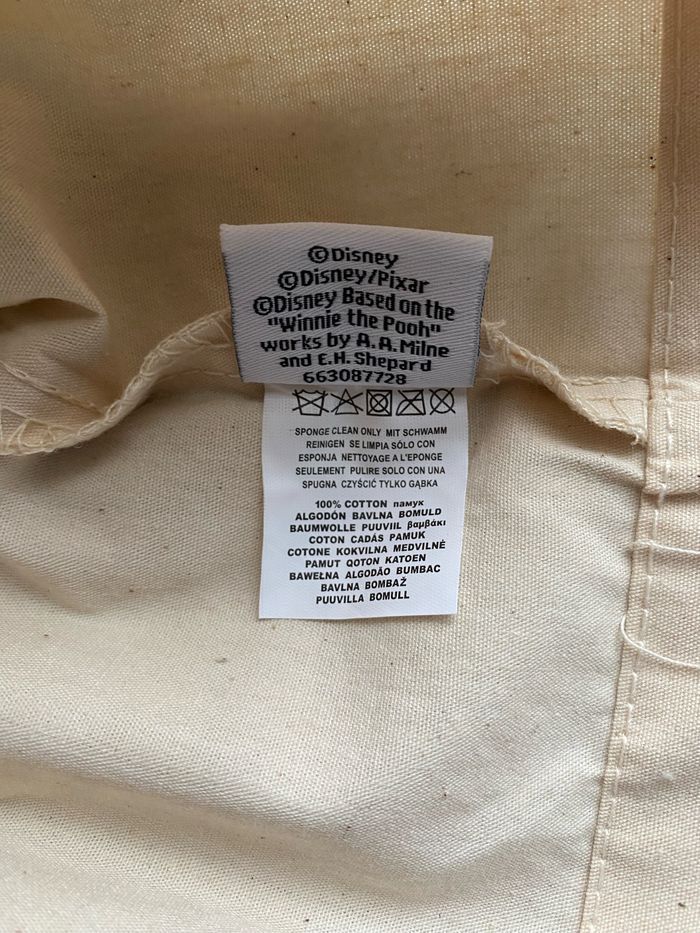 ©Disney
©Disney/Pixar
©Disney Based on the
"Winnie the Pooh"
works by A.A.Milne
and E.H.Shepard
663087728
SPONGE CLEAN ONLY MIT SCHWAMM
REINIGEN SE LIMPIA SÓLO CON
ESPONJA NETTOYAGE A L'EPONGE
SEULEMENT PULIRE SOLO CON UNA
SPUGNA CZYŚCIĆ TYLKO GĄBKA
100% COTTON памук
ALGODÓN BAVLNA BOMULD
BAUMWOLLE PUUVIIL βαμβάκι
COTON CADÁS PAMUK
COTONE KOKVILNA MEDVILNÉ
PAMUT QOTON KATOEN
BAWEŁNA ALGODÃO BUMBAC
BAVLNA BOMBAŽ
PUUVILLA BOMULL